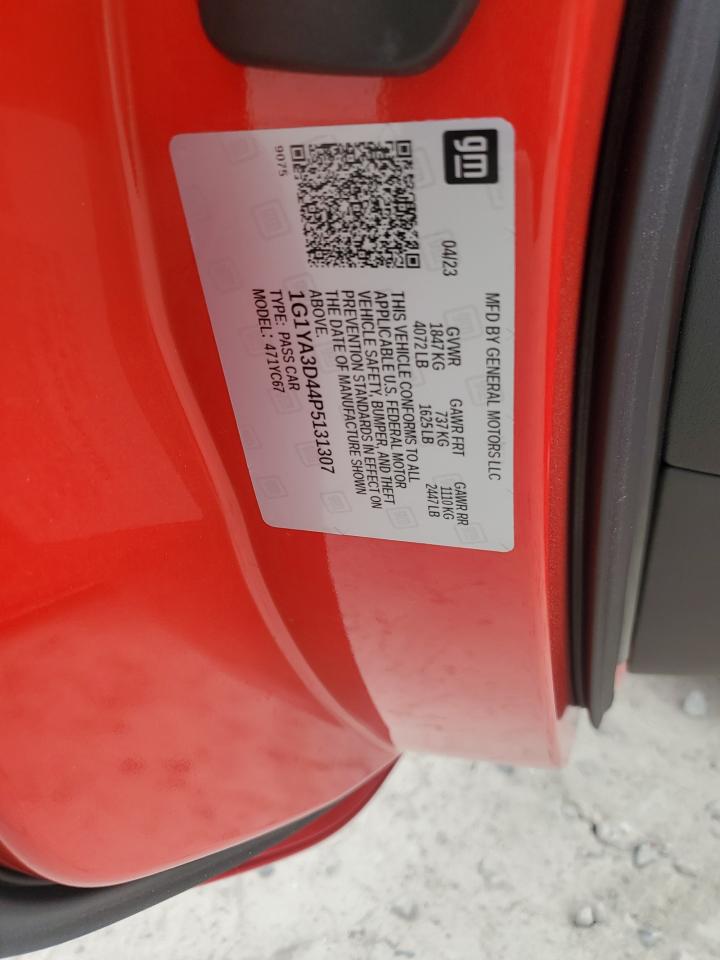 gm
04/23
MFD BY GENERAL MOTORS LLC
GVWR GAWR FRT GAWR RR
1847 KG 737 KG 1110 KG
4072 LB 1625 LB 2447 LB
THIS VEHICLE CONFORMS TO ALL
APPLICABLE U.S. FEDERAL MOTOR
VEHICLE SAFETY, BUMPER, AND THEFT
PREVENTION STANDARDS IN EFFECT ON
THE DATE OF MANUFACTURE SHOWN
ABOVE.
1G1YA3D44P5131307
TYPE: PASS CAR
MODEL: 471YC67
9075